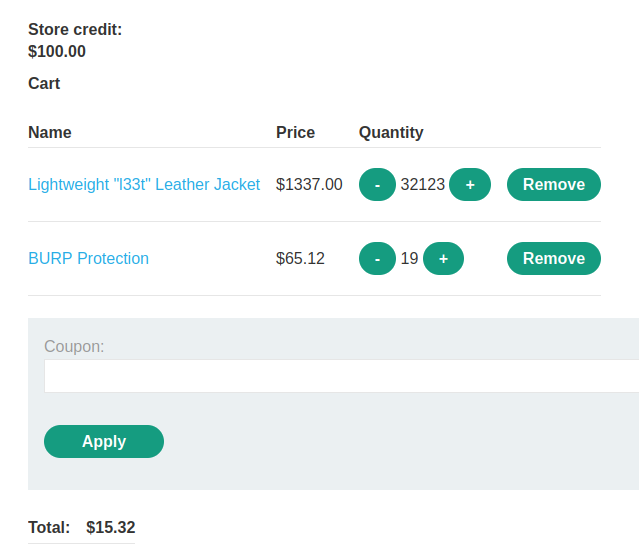 Store credit:
$100.00
Cart
Name Price Quantity
Lightweight "l33t" Leather Jacket $1337.00 - 32123 + Remove
BURP Protection $65.12 - 19 + Remove
Coupon:
Apply
Total: $15.32